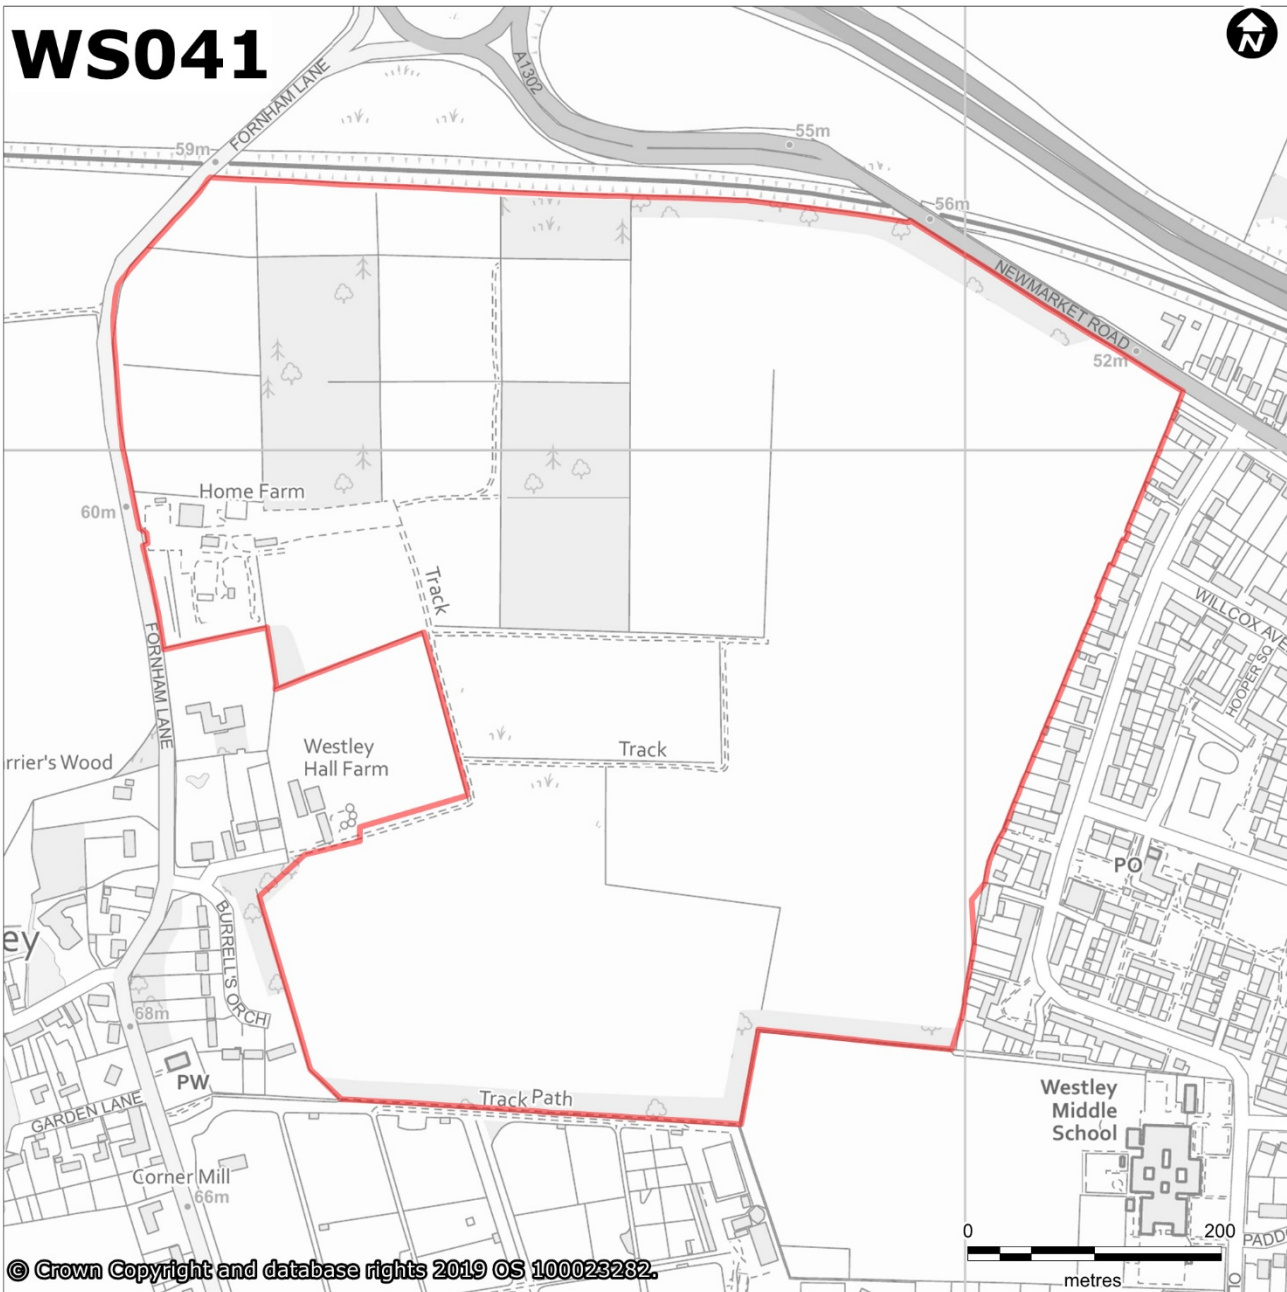 WS041
N
FORNHAM LANE
A1302
55m
59m
56m
NEWMARKET ROAD
52m
Home Farm
60m
Track
WILLCOX AVE
HOOPER SQ
FORNHAM LANE
Westley
Hall Farm
Track
rrier's Wood
PO
BURRELL'S ORCH
ey
68m
PW
GARDEN LANE
Track
Path
Westley
Middle
School
Corner Mill
66m
0
200
metres
PADD
© Crown Copyright and database rights 2019 OS 100023282.